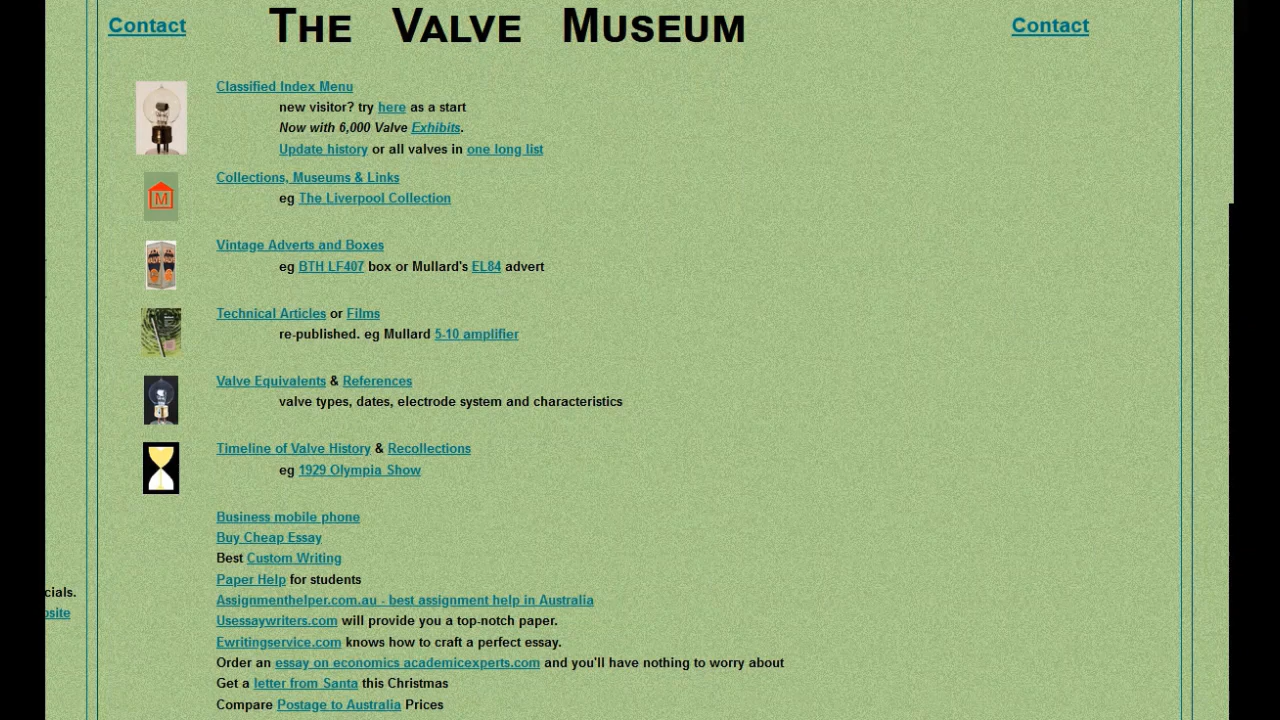 Contact The Valve Museum Contact
Classified Index Menu
new visitor? try here as a start
Now with 6,000 Valve Exhibits.
Update history or all valves in one long list
Collections, Museums & Links
M
eg The Liverpool Collection
Vintage Adverts and Boxes
eg BTH LF407 box or Mullard's EL84 advert
Technical Articles or Films
re-published. eg Mullard 5-10 amplifier
Valve Equivalents & References
valve types, dates, electrode system and characteristics
Timeline of Valve History & Recollections
eg 1929 Olympia Show
Business mobile phone
Buy Cheap Essay
Best Custom Writing
Paper Help for students
cials.
Assignmenthelper.com.au - best assignment help in Australia
osite
Usessaywriters.com will provide you a top-notch paper.
Ewritingservice.com knows how to craft a perfect essay.
Order an essay on economics academicexperts.com and you'll have nothing to worry about
Get a letter from Santa this Christmas
Compare Postage to Australia Prices